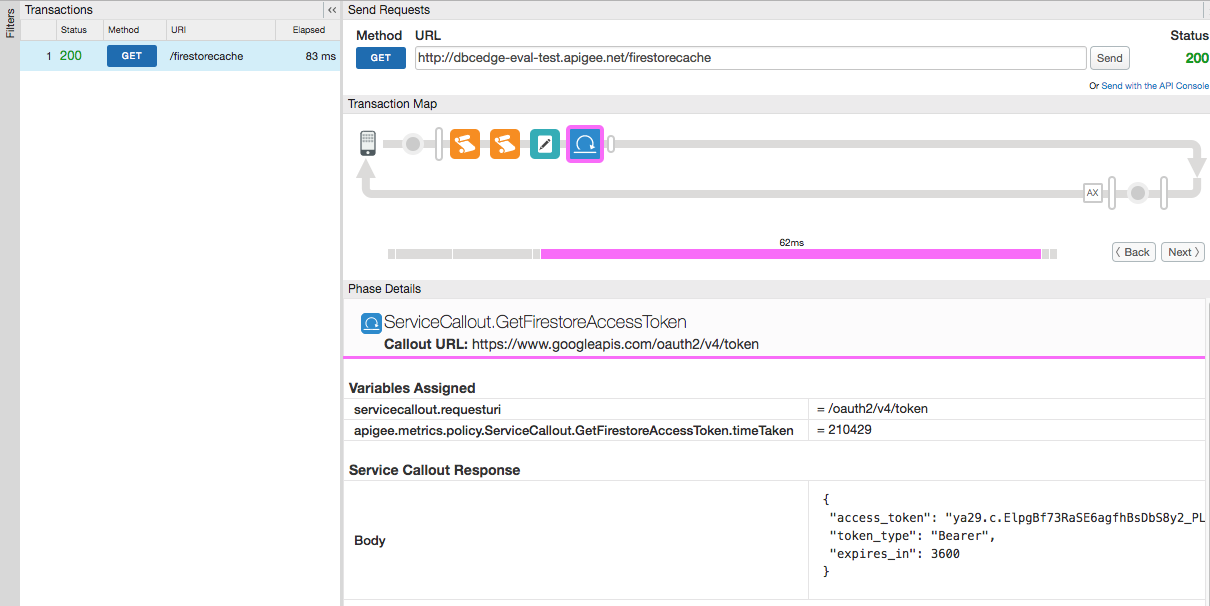 Filters
Transactions
<<
Status Method URI Elapsed
1 200 GET /firestorecache 83 ms
Send Requests
Method URL Status
GET http://dbcedge-eval-test.apigee.net/firestorecache Send 200
Or Send with the API Console
Transaction Map
AX
62ms
Back Next
Phase Details
ServiceCallout.GetFirestoreAccessToken
Callout URL: https://www.googleapis.com/oauth2/v4/token
Variables Assigned
servicecallout.requesturi = /oauth2/v4/token
apigee.metrics.policy.ServiceCallout.GetFirestoreAccessToken.timeTaken = 210429
Service Callout Response
Body
{
"access_token": "ya29.c.ElpgBf73RaSE6agfhBsDbS8y2_PL
"token_type": "Bearer",
"expires_in": 3600
}